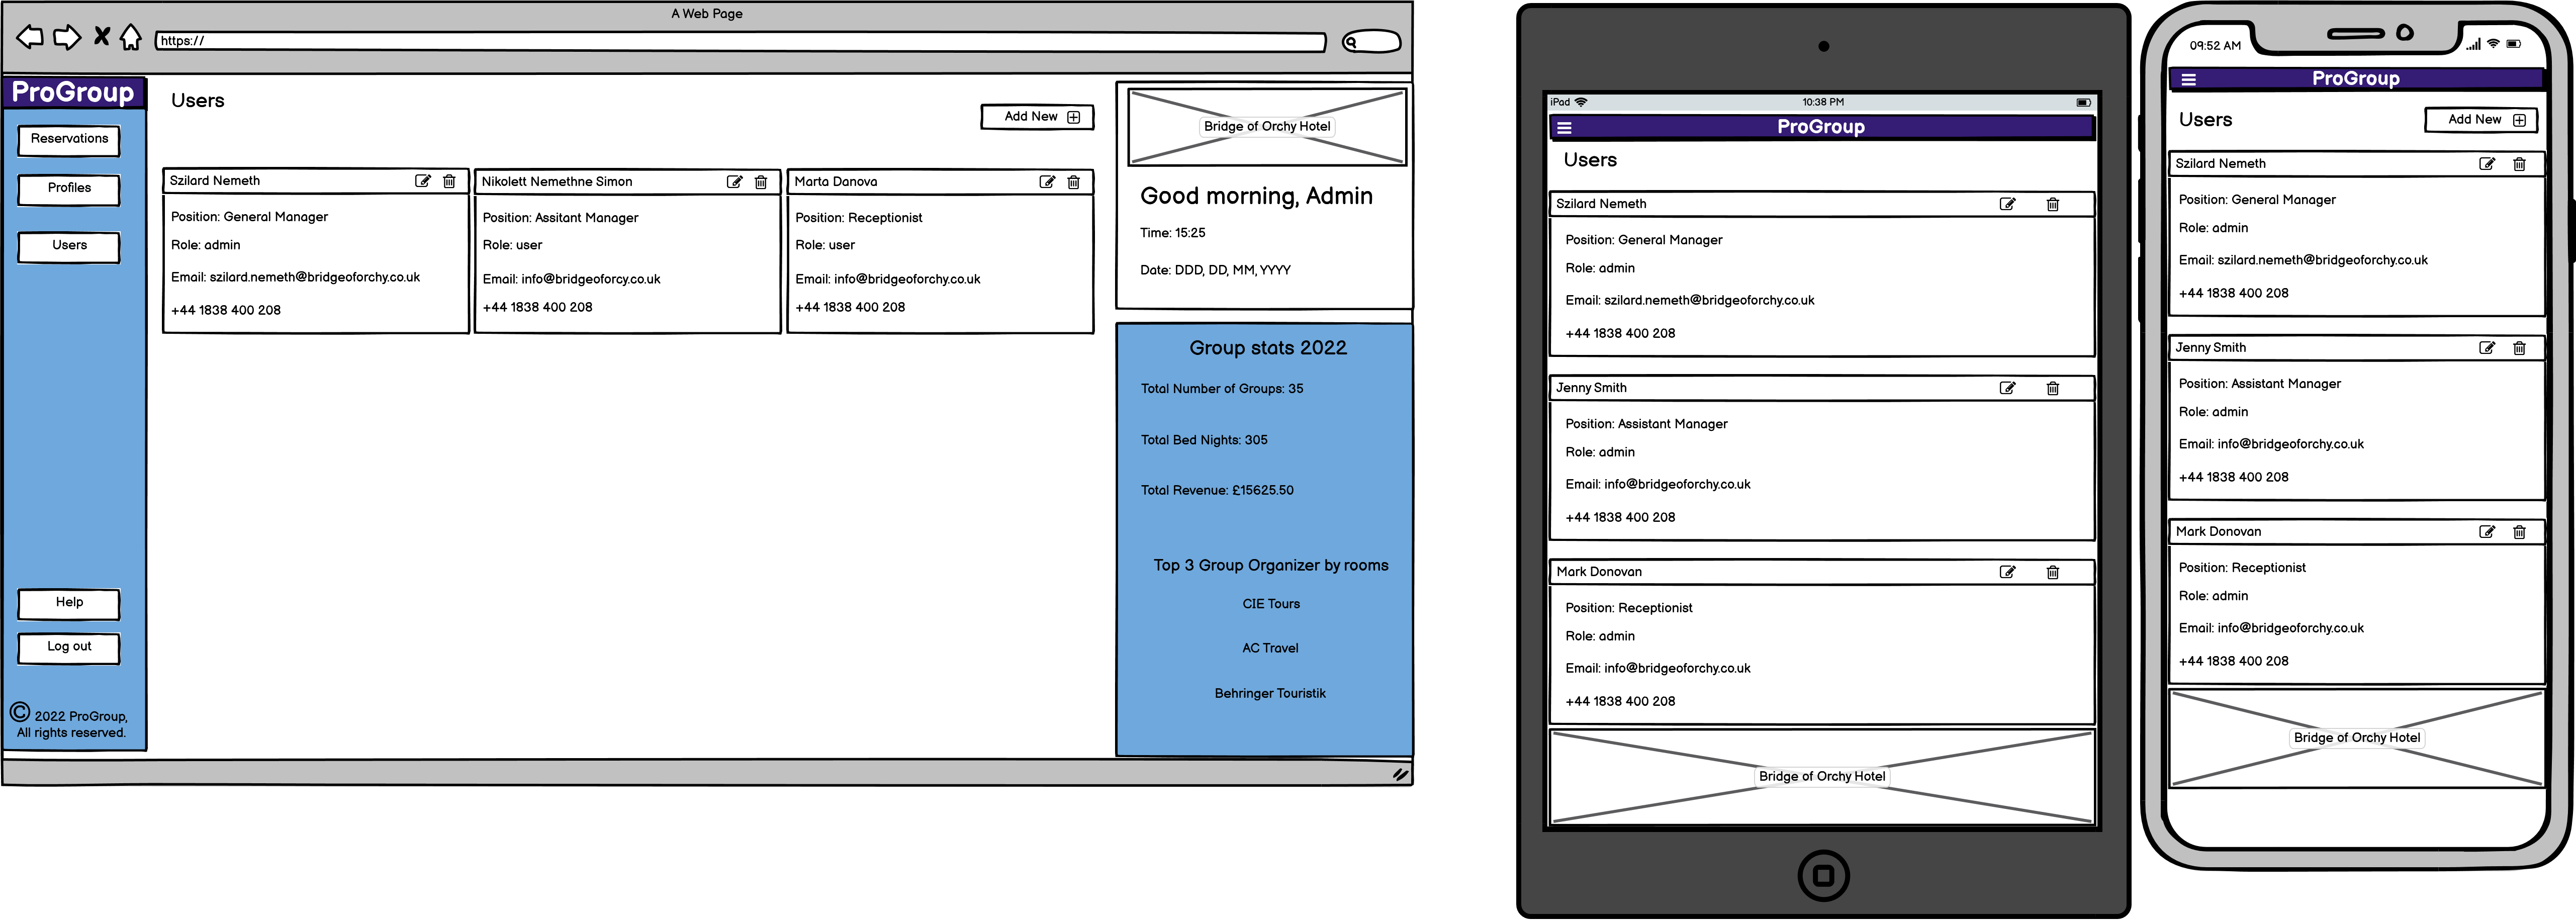 A Web Page
https://
ProGroup
Reservations
Profiles
Users
Help
Log out
© 2022 ProGroup,
All rights reserved.
Users
Add New
Szilard Nemeth
Position: General Manager
Role: admin
Email: szilard.nemeth@bridgeoforchy.co.uk
+44 1838 400 208
Nikolett Nemethne Simon
Position: Assitant Manager
Role: user
Email: info@bridgeoforcy.co.uk
+44 1838 400 208
Marta Danova
Position: Receptionist
Role: user
Email: info@bridgeoforchy.co.uk
+44 1838 400 208
Bridge of Orchy Hotel
Good morning, Admin
Time: 15:25
Date: DDD, DD, MM, YYYY
Group stats 2022
Total Number of Groups: 35
Total Bed Nights: 305
Total Revenue: £15625.50
Top 3 Group Organizer by rooms
CIE Tours
AC Travel
Behringer Touristik
iPad
10:38 PM
ProGroup
Users
Szilard Nemeth
Position: General Manager
Role: admin
Email: szilard.nemeth@bridgeoforchy.co.uk
+44 1838 400 208
Jenny Smith
Position: Assistant Manager
Role: admin
Email: info@bridgeoforchy.co.uk
+44 1838 400 208
Mark Donovan
Position: Receptionist
Role: admin
Email: info@bridgeoforchy.co.uk
+44 1838 400 208
Bridge of Orchy Hotel
09:52 AM
ProGroup
Users
Add New
Szilard Nemeth
Position: General Manager
Role: admin
Email: szilard.nemeth@bridgeoforchy.co.uk
+44 1838 400 208
Jenny Smith
Position: Assistant Manager
Role: admin
Email: info@bridgeoforchy.co.uk
+44 1838 400 208
Mark Donovan
Position: Receptionist
Role: admin
Email: info@bridgeoforchy.co.uk
+44 1838 400 208
Bridge of Orchy Hotel